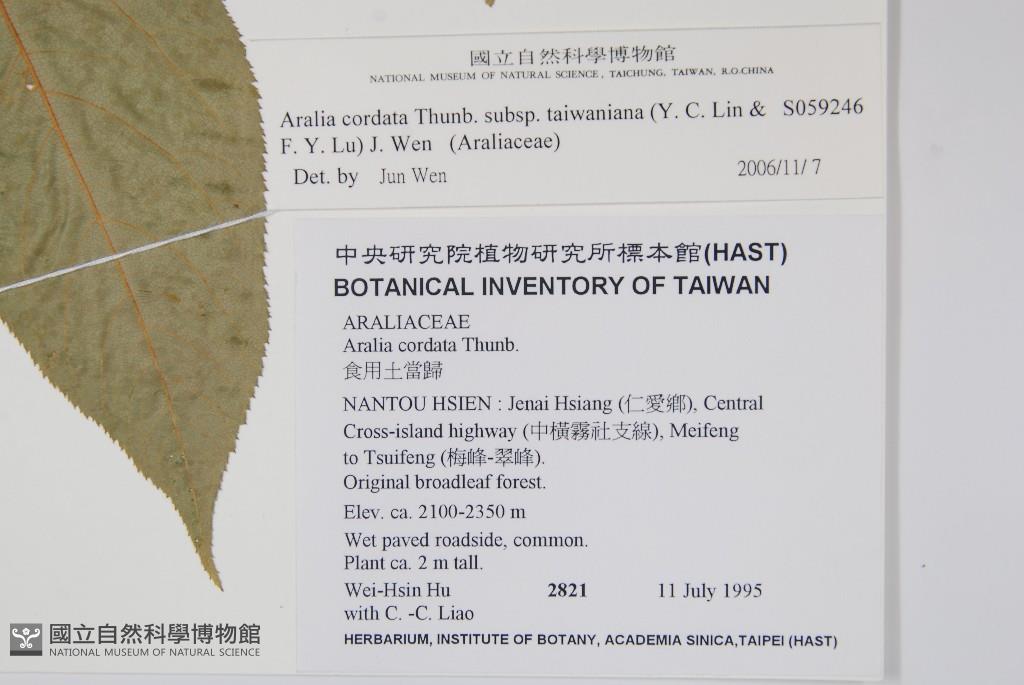 國立自然科學博物館
NATIONAL MUSEUM OF NATURAL SCIENCE, TAICHUNG, TAIWAN, R.O.CHINA
Aralia cordata Thunb. subsp. taiwaniana (Y. C. Lin & S059246
F. Y. Lu) J. Wen (Araliaceae)
Det. by Jun Wen 2006/11/ 7
中央研究院植物研究所標本館(HAST)
BOTANICAL INVENTORY OF TAIWAN
ARALIACEAE
Aralia cordata Thunb.
食用土當歸
NANTOU HSIEN : Jenai Hsiang (仁愛鄉), Central
Cross-island highway (中橫霧社支線), Meifeng
to Tsuifeng (梅峰-翠峰).
Original broadleaf forest.
Elev. ca. 2100-2350 m
Wet paved roadside, common.
Plant ca. 2 m tall.
Wei-Hsin Hu 2821 11 July 1995
with C. -C. Liao
HERBARIUM, INSTITUTE OF BOTANY, ACADEMIA SINICA,TAIPEI (HAST)
國立自然科學博物館
NATIONAL MUSEUM OF NATURAL SCIENCE